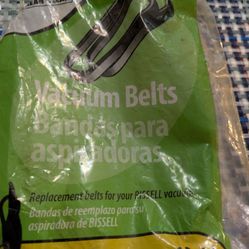 Vacuum Belts
Bandas para
aspiradoras
Replacement belts for your BISSELL vacuum
Bandas de reemplazo para su
aspiradora de BISSELL